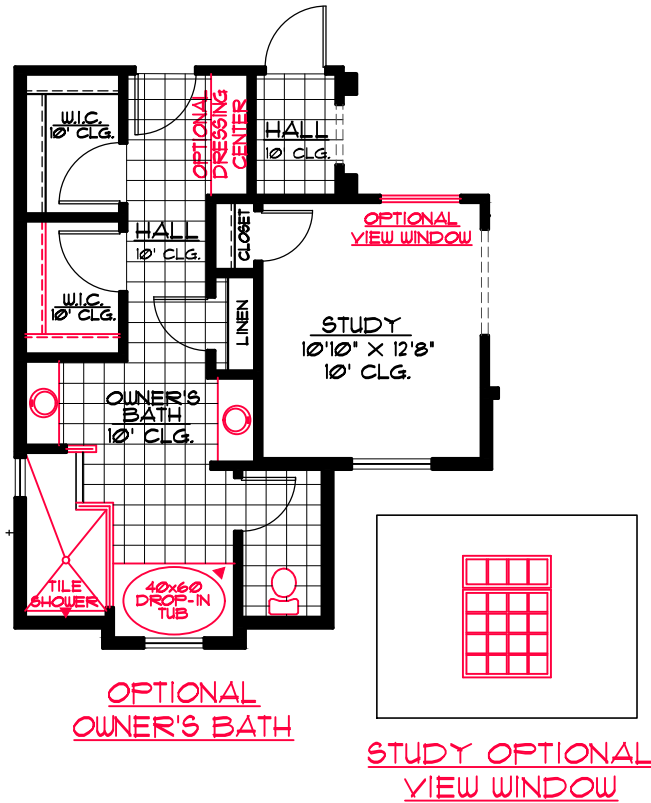 W.I.C.
10' CLG.
OPTIONAL
DRESSING
CENTER
HALL
10' CLG.
OPTIONAL
VIEW WINDOW
CLOSET
HALL
10' CLG.
W.I.C.
10' CLG.
LINEN
STUDY
10'10" X 12'8"
10' CLG.
OWNER'S
BATH
10' CLG.
TILE
SHOWER
40x60
DROP-IN
TUB
OPTIONAL
OWNER'S BATH
STUDY OPTIONAL
VIEW WINDOW